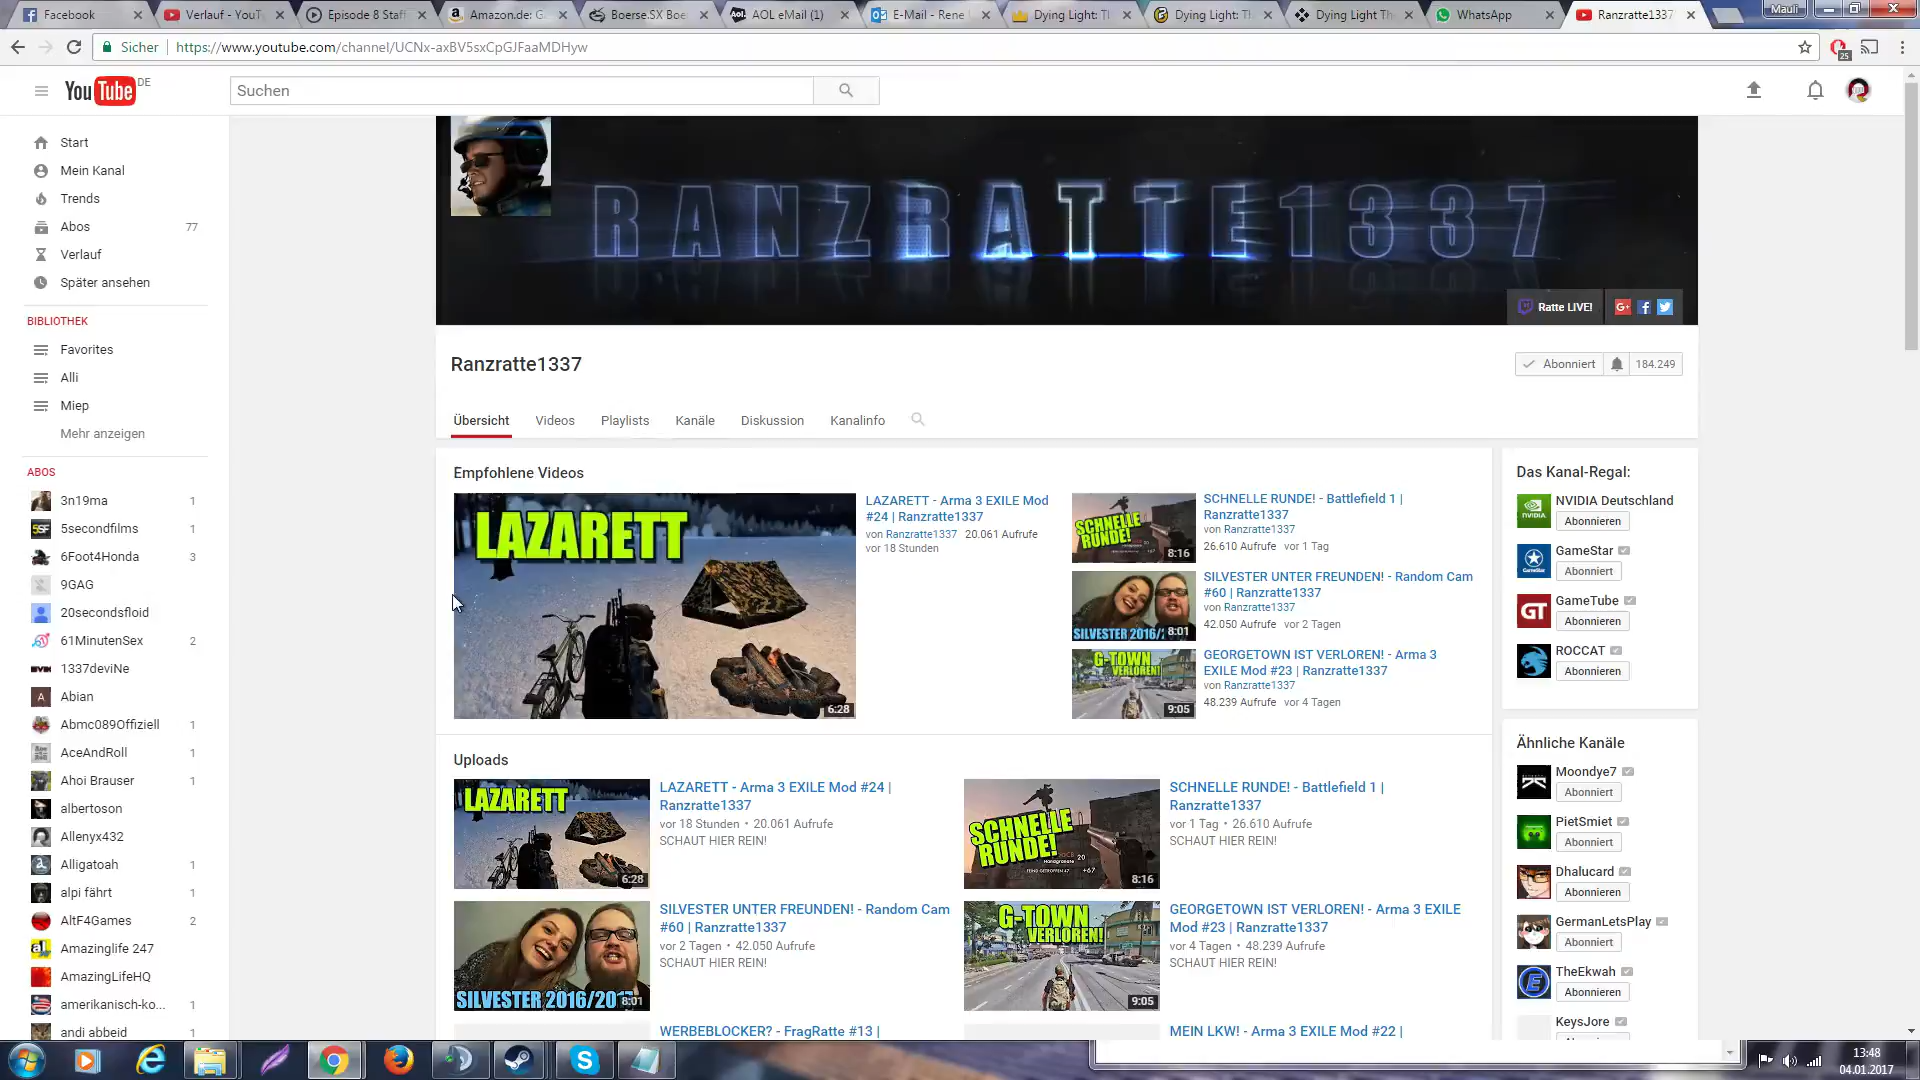 Facebook
Verlauf - YouT
Episode 8 Staff
Amazon.de: G
Boerse.SX Boe
AOL eMail (1)
E-Mail - Rene
Dying Light: Th
Dying Light: Th
Dying Light The
WhatsApp
Ranzratte1337
Mauli
Sicher
https://www.youtube.com/channel/UCNx-axBV5sxCpGJFaaMDHyw
25
YouTube DE
Suchen
Start
Mein Kanal
Trends
Abos 77
Verlauf
Später ansehen
BIBLIOTHEK
Favorites
Alli
Miep
Mehr anzeigen
ABOS
3n19ma 1
5secondfilms 1
6Foot4Honda 3
9GAG
20secondsfloid
61MinutenSex 2
1337deviNe
Abian
Abmc089Offiziell 1
AceAndRoll 1
Ahoi Brauser 1
albertoson
Allenyx432
Alligatoah 1
alpi fährt 1
AltF4Games 2
Amazinglife 247
AmazingLifeHQ
amerikanisch-ko... 1
andi abbeid 1
RANZRATTE1337
Ratte LIVE!
Ranzratte1337
Abonniert
184.249
Übersicht
Videos
Playlists
Kanäle
Diskussion
Kanalinfo
Empfohlene Videos
LAZARETT
6:28
LAZARETT - Arma 3 EXILE Mod
#24 | Ranzratte1337
von Ranzratte1337 20.061 Aufrufe
vor 18 Stunden
SCHNELLE
RUNDE!
8:16
SCHNELLE RUNDE! - Battlefield 1 |
Ranzratte1337
von Ranzratte1337
26.610 Aufrufe vor 1 Tag
SILVESTER 2016/2
8:01
SILVESTER UNTER FREUNDEN! - Random Cam
#60 | Ranzratte1337
von Ranzratte1337
42.050 Aufrufe vor 2 Tagen
G-TOWN
VERLOREN!
9:05
GEORGETOWN IST VERLOREN! - Arma 3
EXILE Mod #23 | Ranzratte1337
von Ranzratte1337
48.239 Aufrufe vor 4 Tagen
Uploads
LAZARETT
6:28
LAZARETT - Arma 3 EXILE Mod #24 |
Ranzratte1337
vor 18 Stunden • 20.061 Aufrufe
SCHAUT HIER REIN!
SCHNELLE
RUNDE!
8:16
SCHNELLE RUNDE! - Battlefield 1 |
Ranzratte1337
vor 1 Tag • 26.610 Aufrufe
SCHAUT HIER REIN!
SILVESTER 2016/201
8:01
SILVESTER UNTER FREUNDEN! - Random Cam
#60 | Ranzratte1337
vor 2 Tagen • 42.050 Aufrufe
SCHAUT HIER REIN!
G-TOWN
VERLOREN!
9:05
GEORGETOWN IST VERLOREN! - Arma 3 EXILE
Mod #23 | Ranzratte1337
vor 4 Tagen • 48.239 Aufrufe
SCHAUT HIER REIN!
WERBEBLOCKER? - FragRatte #13 |
MEIN LKW! - Arma 3 EXILE Mod #22 |
Das Kanal-Regal:
NVIDIA Deutschland
Abonnieren
GameStar
Abonniert
GameTube
Abonnieren
ROCCAT
Abonnieren
Ähnliche Kanäle
Moondye7
Abonniert
PietSmiet
Abonniert
Dhalucard
Abonnieren
GermanLetsPlay
Abonniert
TheEkwah
Abonnieren
KeysJore
13:48
04.01.2017